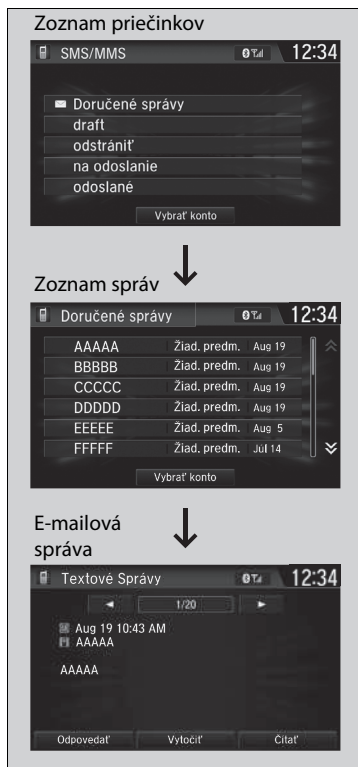 Zoznam priečinkov
SMS/MMS 12:34
Doručené správy
draft
odstrániť
na odoslanie
odoslané
Vybrať konto
Zoznam správ
Doručené správy 12:34
AAAAA Žiad. predm. Aug 19
BBBBB Žiad. predm. Aug 19
CCCCC Žiad. predm. Aug 19
DDDDD Žiad. predm. Aug 19
EEEEE Žiad. predm. Aug 5
FFFFF Žiad. predm. Júl 14
Vybrať konto
E-mailová
správa
Textové Správy 12:34
1/20
Aug 19 10:43 AM
AAAAA
AAAAA
Odpovedať Vytočiť Čítať